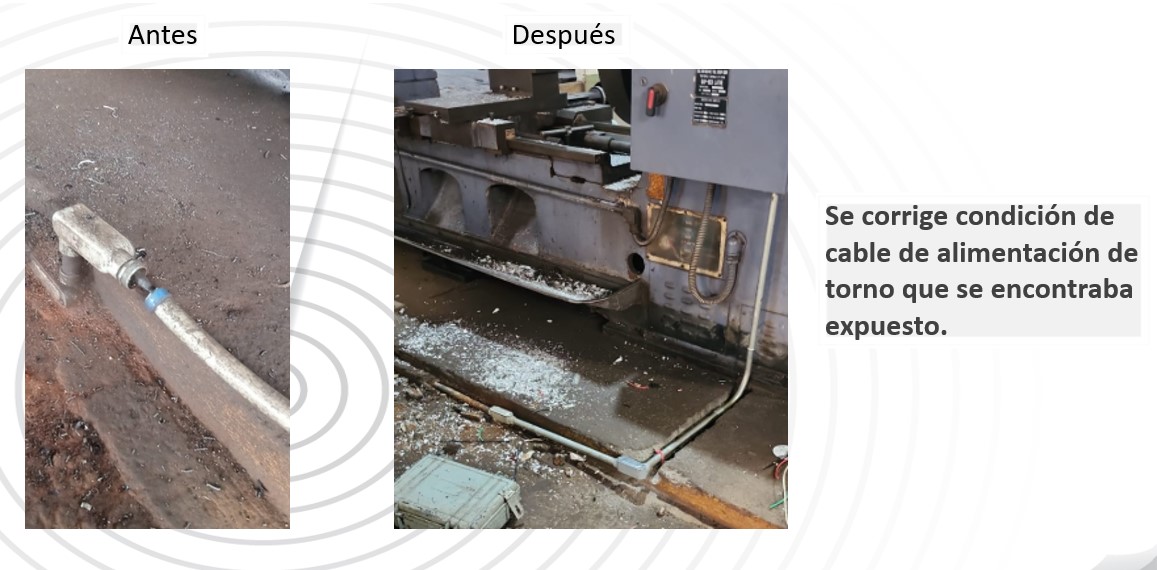 Antes
Después
Se corrige condición de
cable de alimentación de
torno que se encontraba
expuesto.